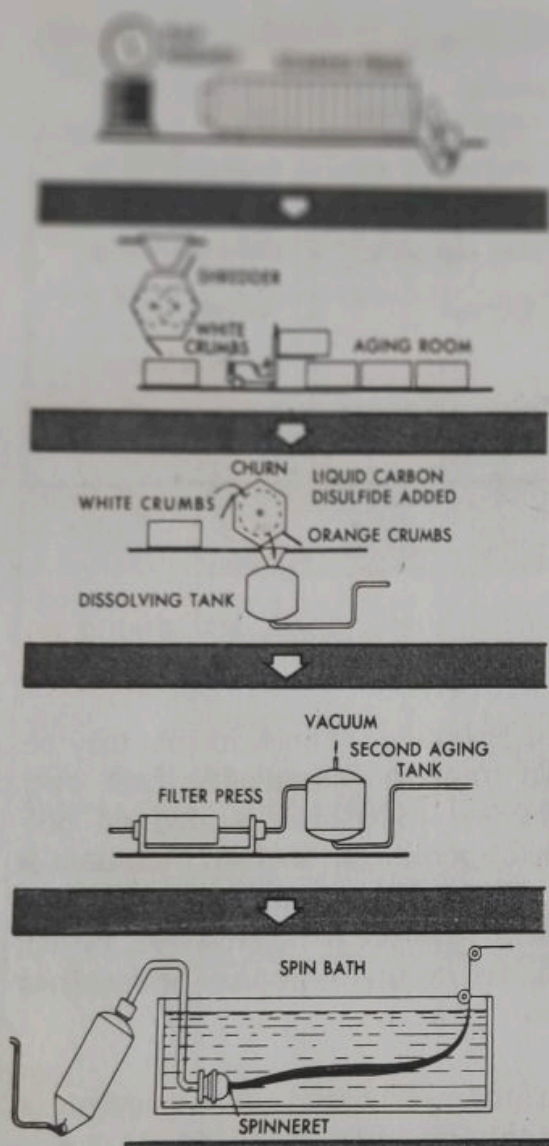 SHREDDER
WHITE
CRUMBS
AGING ROOM
CHURN
LIQUID CARBON
DISULFIDE ADDED
WHITE CRUMBS
ORANGE CRUMBS
DISSOLVING TANK
VACUUM
SECOND AGING
TANK
FILTER PRESS
SPIN BATH
SPINNERET